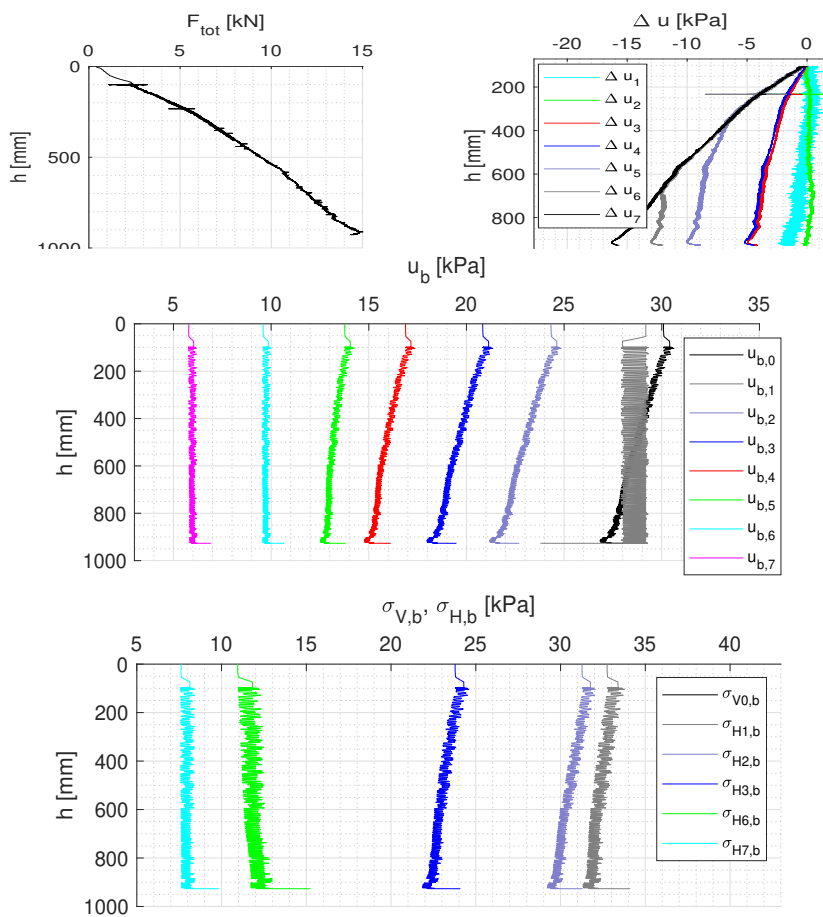 F_tot [kN]
0 5 10 15
0
500
1000
h [mm]
Δ u [kPa]
-20 -15 -10 -5 0
200
400
600
800
h [mm]
Δ u_1
Δ u_2
Δ u_3
Δ u_4
Δ u_5
Δ u_6
Δ u_7
u_b [kPa]
5 10 15 20 25 30 35
0
200
400
600
800
1000
h [mm]
u_b,0
u_b,1
u_b,2
u_b,3
u_b,4
u_b,5
u_b,6
u_b,7
σ_V,b, σ_H,b [kPa]
5 10 15 20 25 30 35 40
0
200
400
600
800
1000
h [mm]
σ_V0,b
σ_H1,b
σ_H2,b
σ_H3,b
σ_H6,b
σ_H7,b